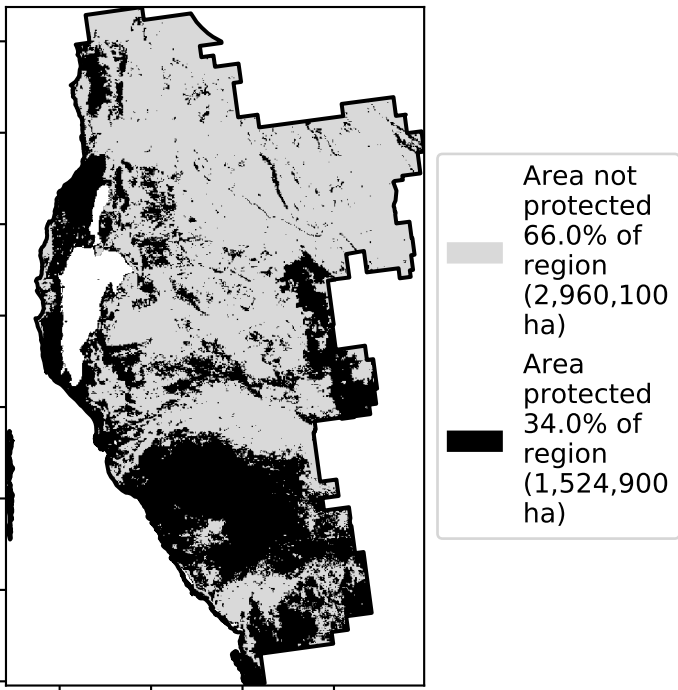 Area not
protected
66.0% of
region
(2,960,100
ha)
Area
protected
34.0% of
region
(1,524,900
ha)